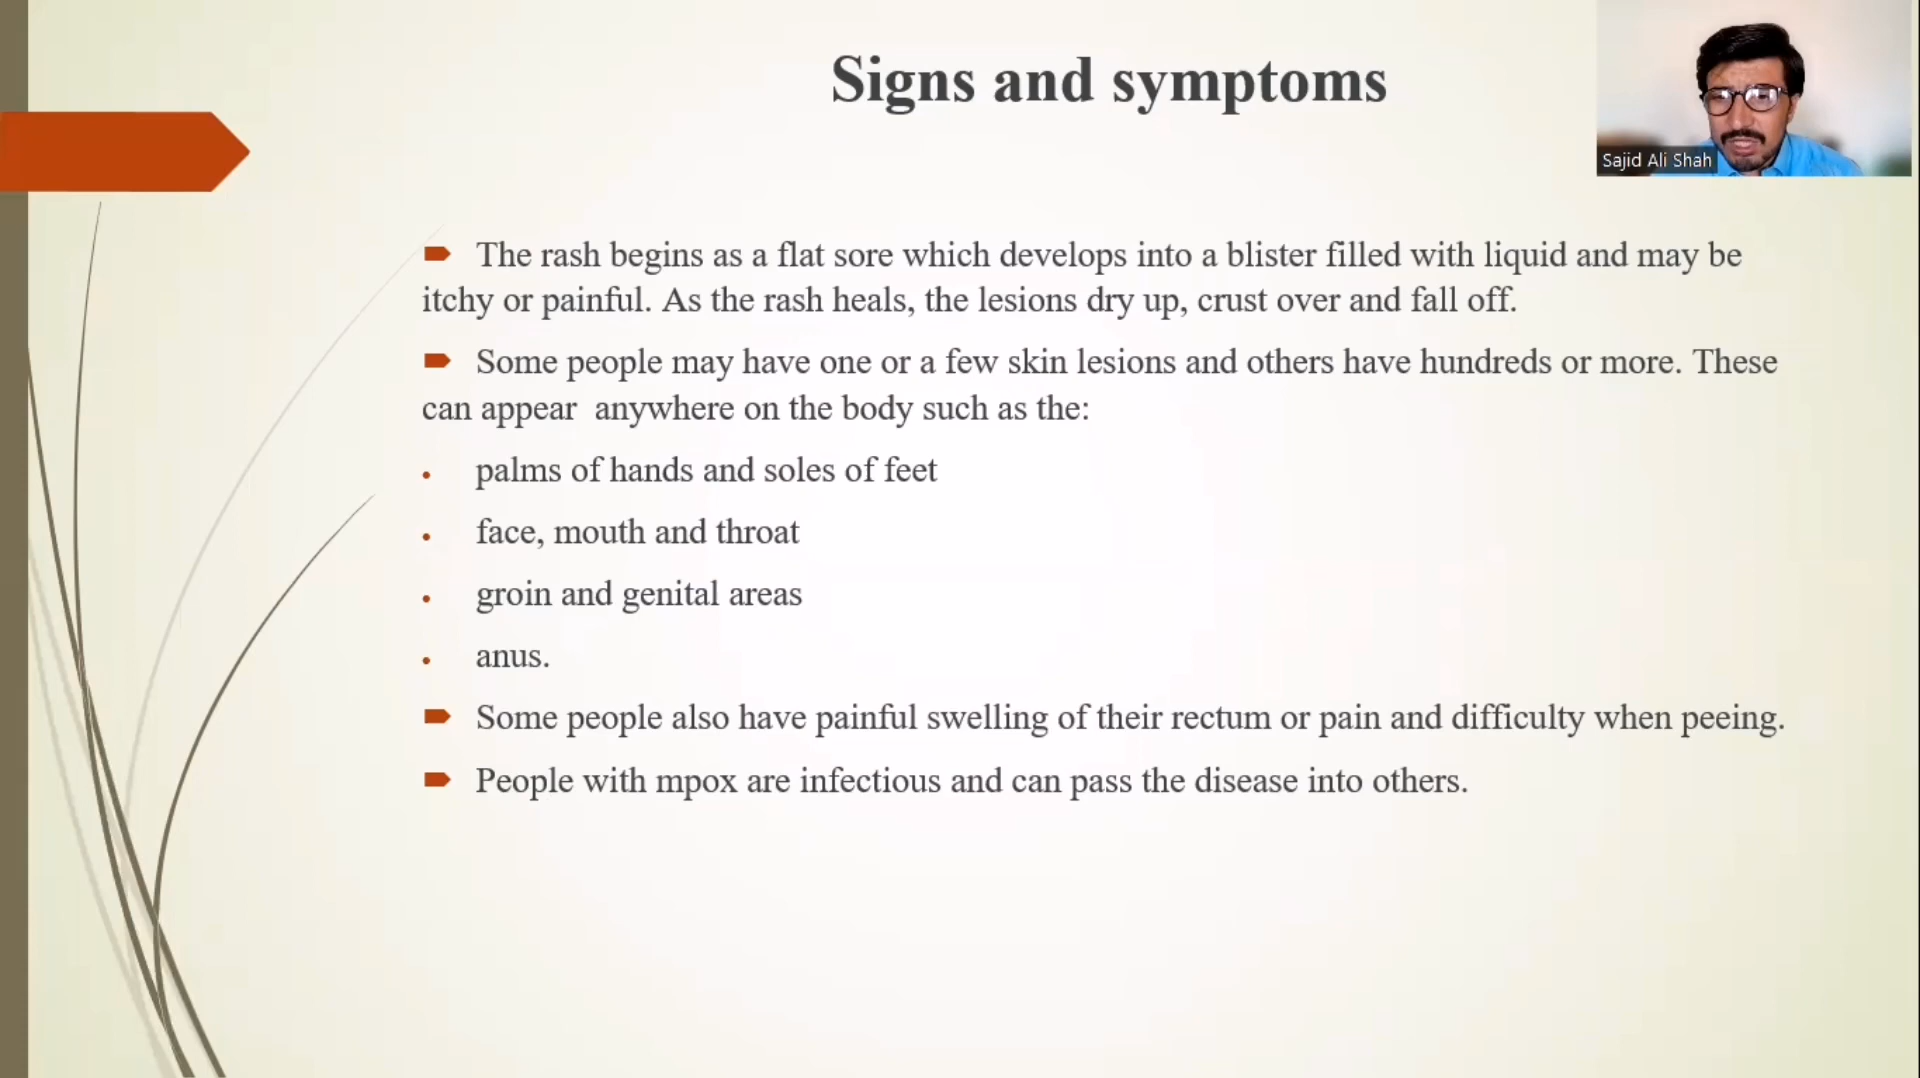 Signs and symptoms
Sajid Ali Shah
The rash begins as a flat sore which develops into a blister filled with liquid and may be
itchy or painful. As the rash heals, the lesions dry up, crust over and fall off.
Some people may have one or a few skin lesions and others have hundreds or more. These
can appear anywhere on the body such as the:
• palms of hands and soles of feet
• face, mouth and throat
• groin and genital areas
• anus.
Some people also have painful swelling of their rectum or pain and difficulty when peeing.
People with mpox are infectious and can pass the disease into others.